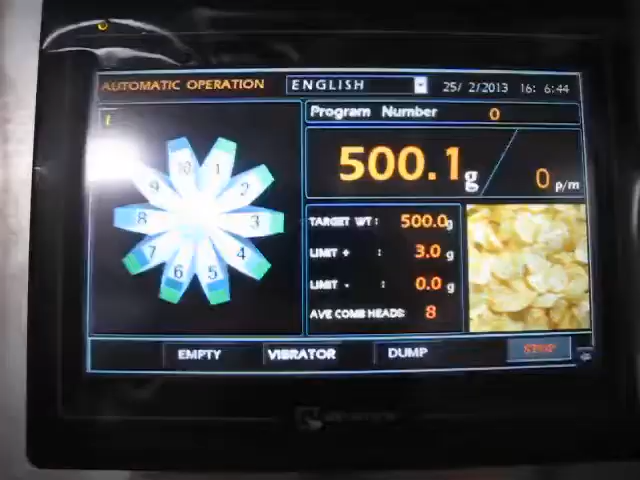 AUTOMATIC OPERATION ENGLISH 25/ 2/2013 16: 6:44
i
Program Number 0
500.1g 0 p/m
10 1
9 2
8 3
7 4
6 5
TARGET WT : 500.0g
LIMIT + : 3.0 g
LIMIT - : 0.0 g
AVE COMB HEADS: 8
EMPTY VIBRATOR DUMP STOP